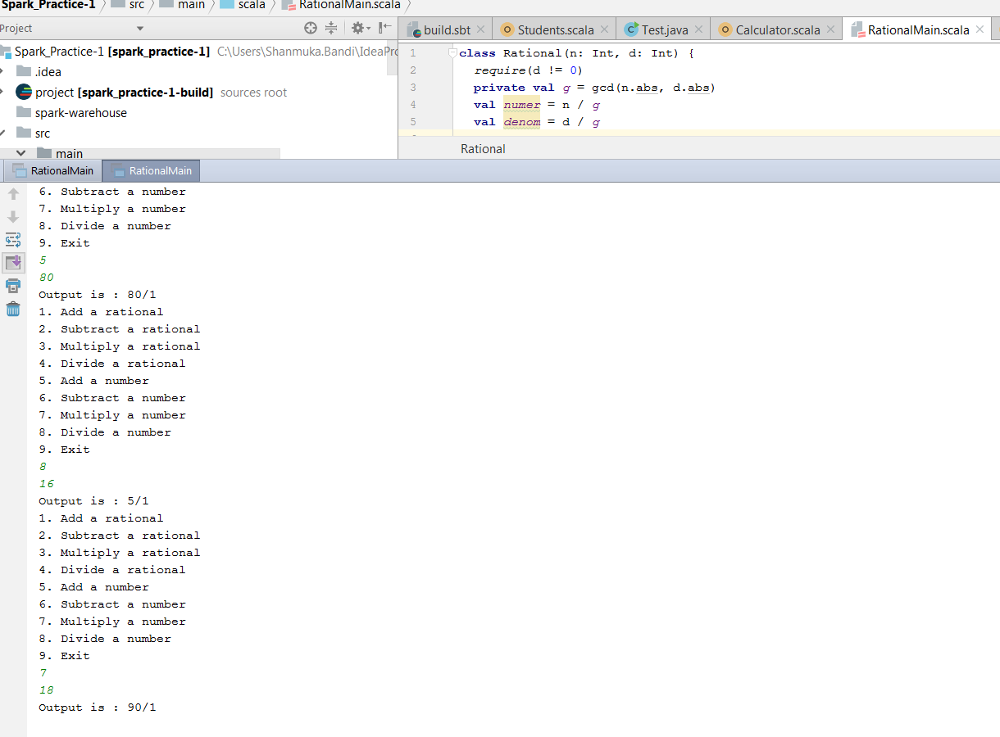 Spark_Practice-1 src main scala RationalMain.scala
Project
build.sbt Students.scala Test.java Calculator.scala RationalMain.scala
Spark_Practice-1 [spark_practice-1] C:\Users\Shanmuka.Bandi\IdeaPro
.idea
project [spark_practice-1-build] sources root
spark-warehouse
src
main
1 class Rational(n: Int, d: Int) {
2 require(d != 0)
3 private val g = gcd(n.abs, d.abs)
4 val numer = n / g
5 val denom = d / g
Rational
RationalMain RationalMain
6. Subtract a number
7. Multiply a number
8. Divide a number
9. Exit
5
80
Output is : 80/1
1. Add a rational
2. Subtract a rational
3. Multiply a rational
4. Divide a rational
5. Add a number
6. Subtract a number
7. Multiply a number
8. Divide a number
9. Exit
8
16
Output is : 5/1
1. Add a rational
2. Subtract a rational
3. Multiply a rational
4. Divide a rational
5. Add a number
6. Subtract a number
7. Multiply a number
8. Divide a number
9. Exit
7
18
Output is : 90/1